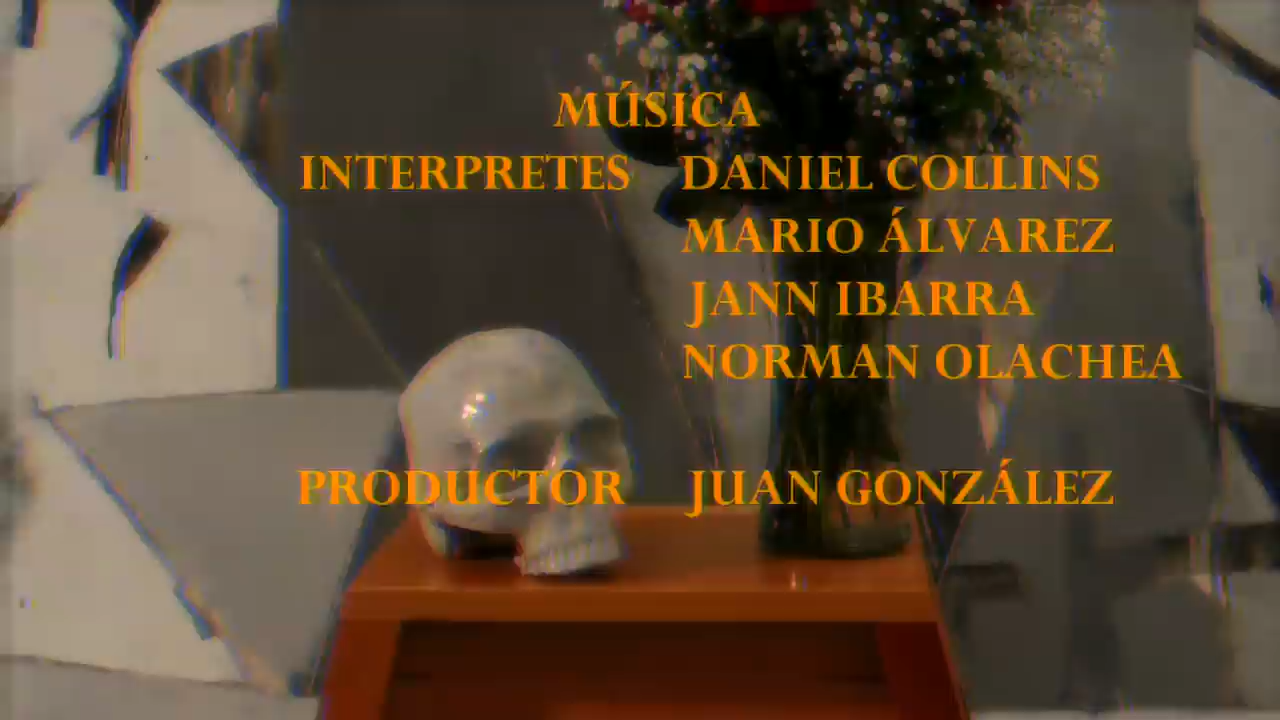 MÚSICA
INTERPRETES DANIEL COLLINS
MARIO ÁLVAREZ
JANN IBARRA
NORMAN OLACHEA
PRODUCTOR JUAN GONZÁLEZ